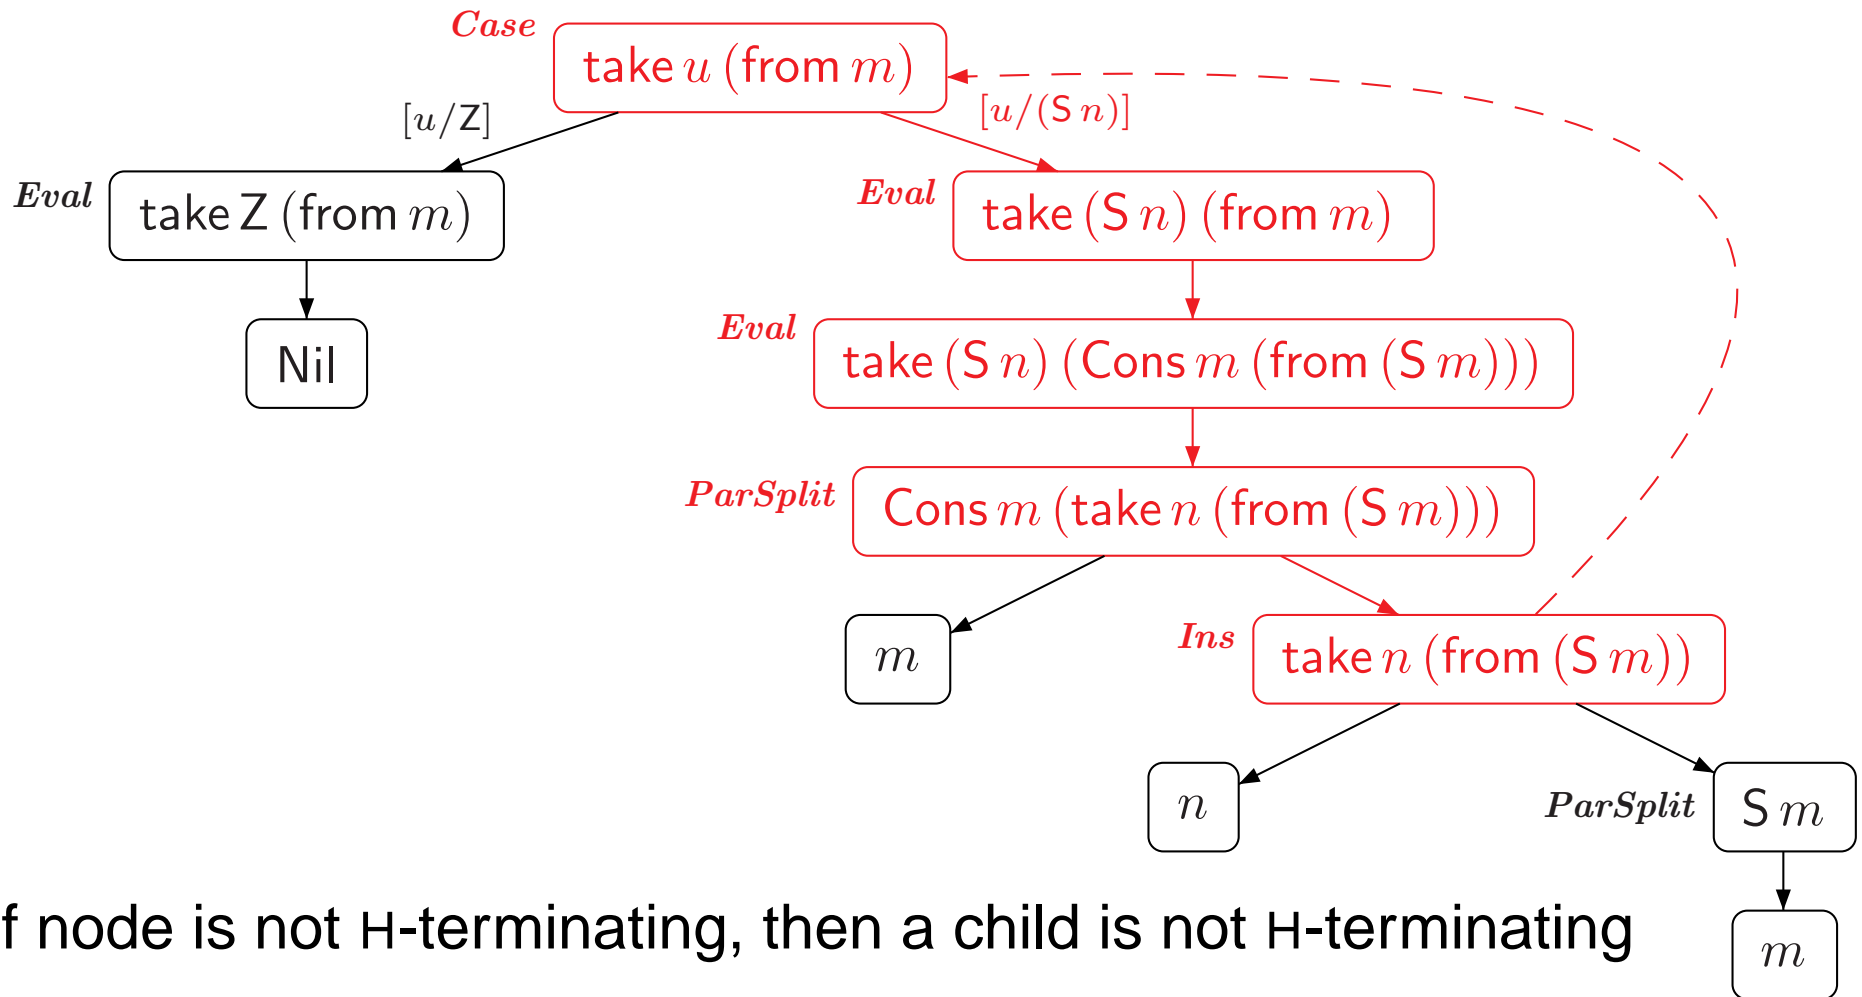 Case
take u (from m)
[u/Z]
[u/(S n)]
Eval
take Z (from m)
Eval
take (S n) (from m)
Nil
Eval
take (S n) (Cons m (from (S m)))
ParSplit
Cons m (take n (from (S m)))
m
Ins
take n (from (S m))
n
ParSplit
S m
f node is not H-terminating, then a child is not H-terminating
m